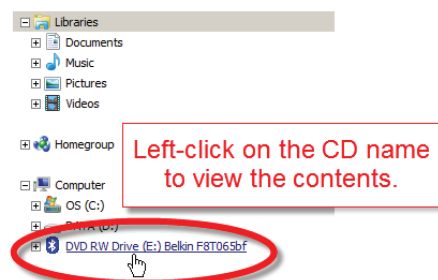 Libraries
Documents
Music
Pictures
Videos
Homegroup
Left-click on the CD name
to view the contents.
Computer
OS (C:)
DATA (D:)
DVD RW Drive (E:) Belkin F8T065bf